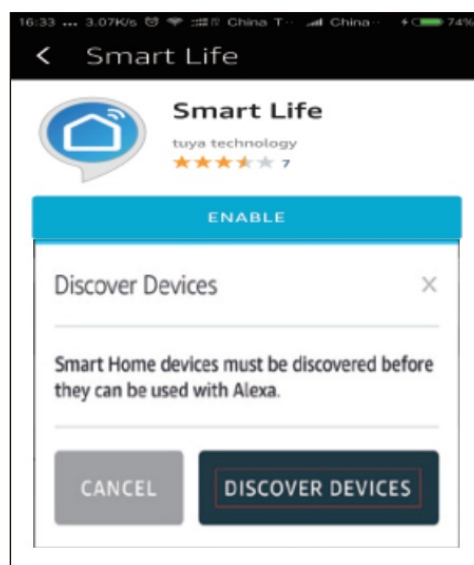 16:33 ... 3.07K/s China T·· China·· 74%
Smart Life
Smart Life
tuya technology
7
ENABLE
Discover Devices
Smart Home devices must be discovered before
they can be used with Alexa.
CANCEL DISCOVER DEVICES